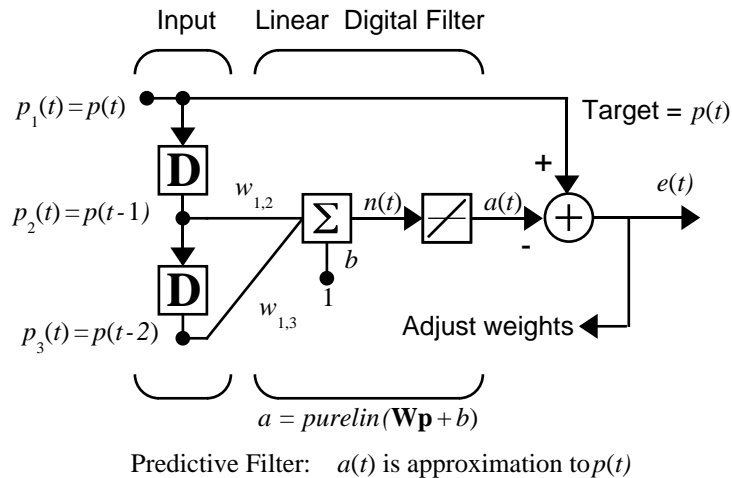 Input Linear Digital Filter
p1(t) = p(t)
Target = p(t)
D
+
e(t)
w1,2
n(t)
a(t)
p2(t) = p(t-1)
Σ
+
-
b
D
1
w1,3
p3(t) = p(t-2)
Adjust weights
a = purelin(Wp + b)
Predictive Filter: a(t) is approximation to p(t)